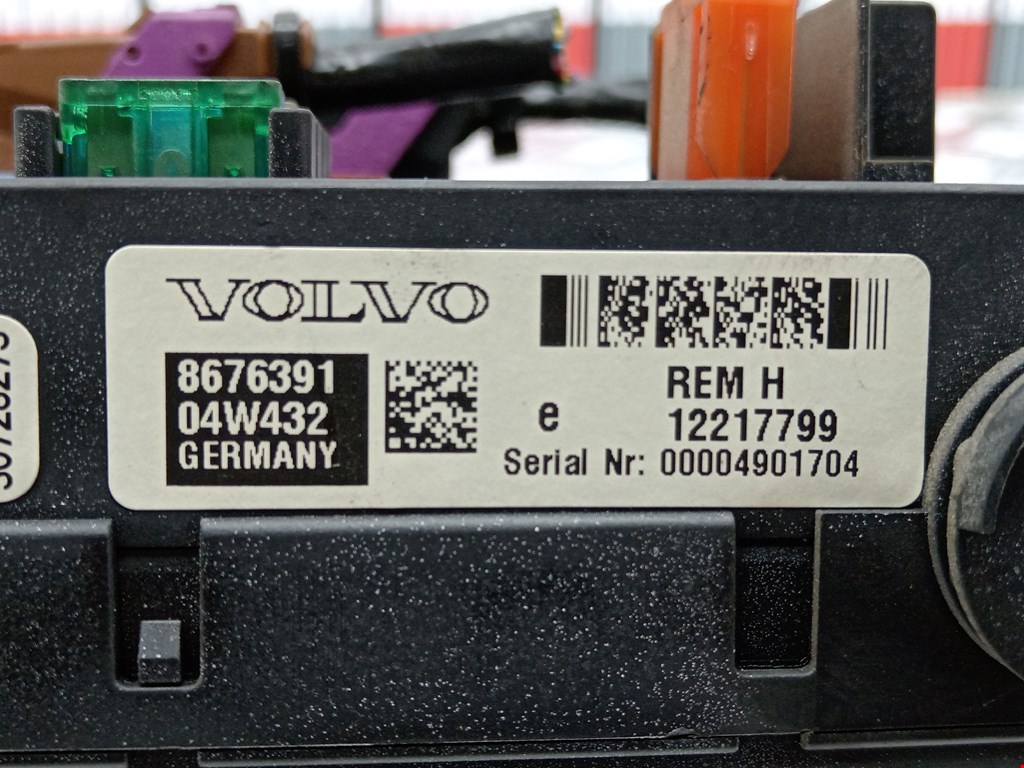 VOLVO
8676391
04W432
GERMANY
REM H
e
12217799
Serial Nr: 00004901704